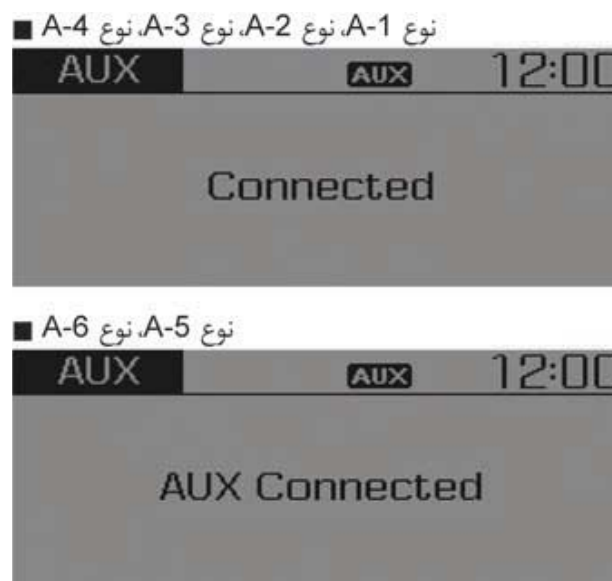 ■ نوع A-1، نوع A-2، نوع A-3، نوع A-4
AUX AUX 12:00
Connected
■ نوع A-5، نوع A-6
AUX AUX 12:00
AUX Connected